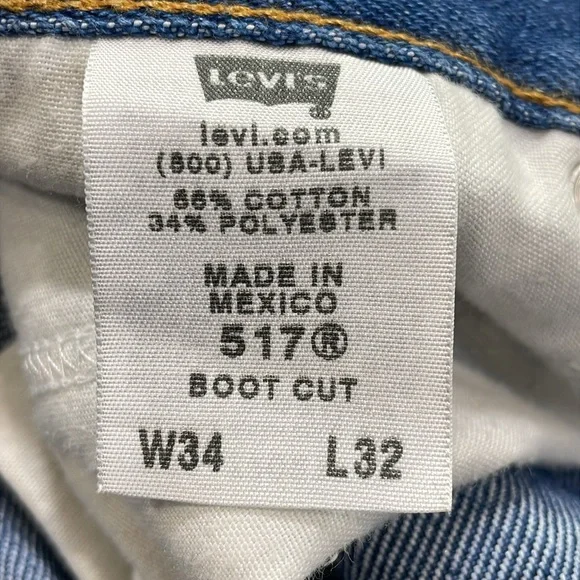 LEVI'S
levi.com
(800) USA-LEVI
66% COTTON
34% POLYESTER
MADE IN
MEXICO
517®
BOOT CUT
W34 L32